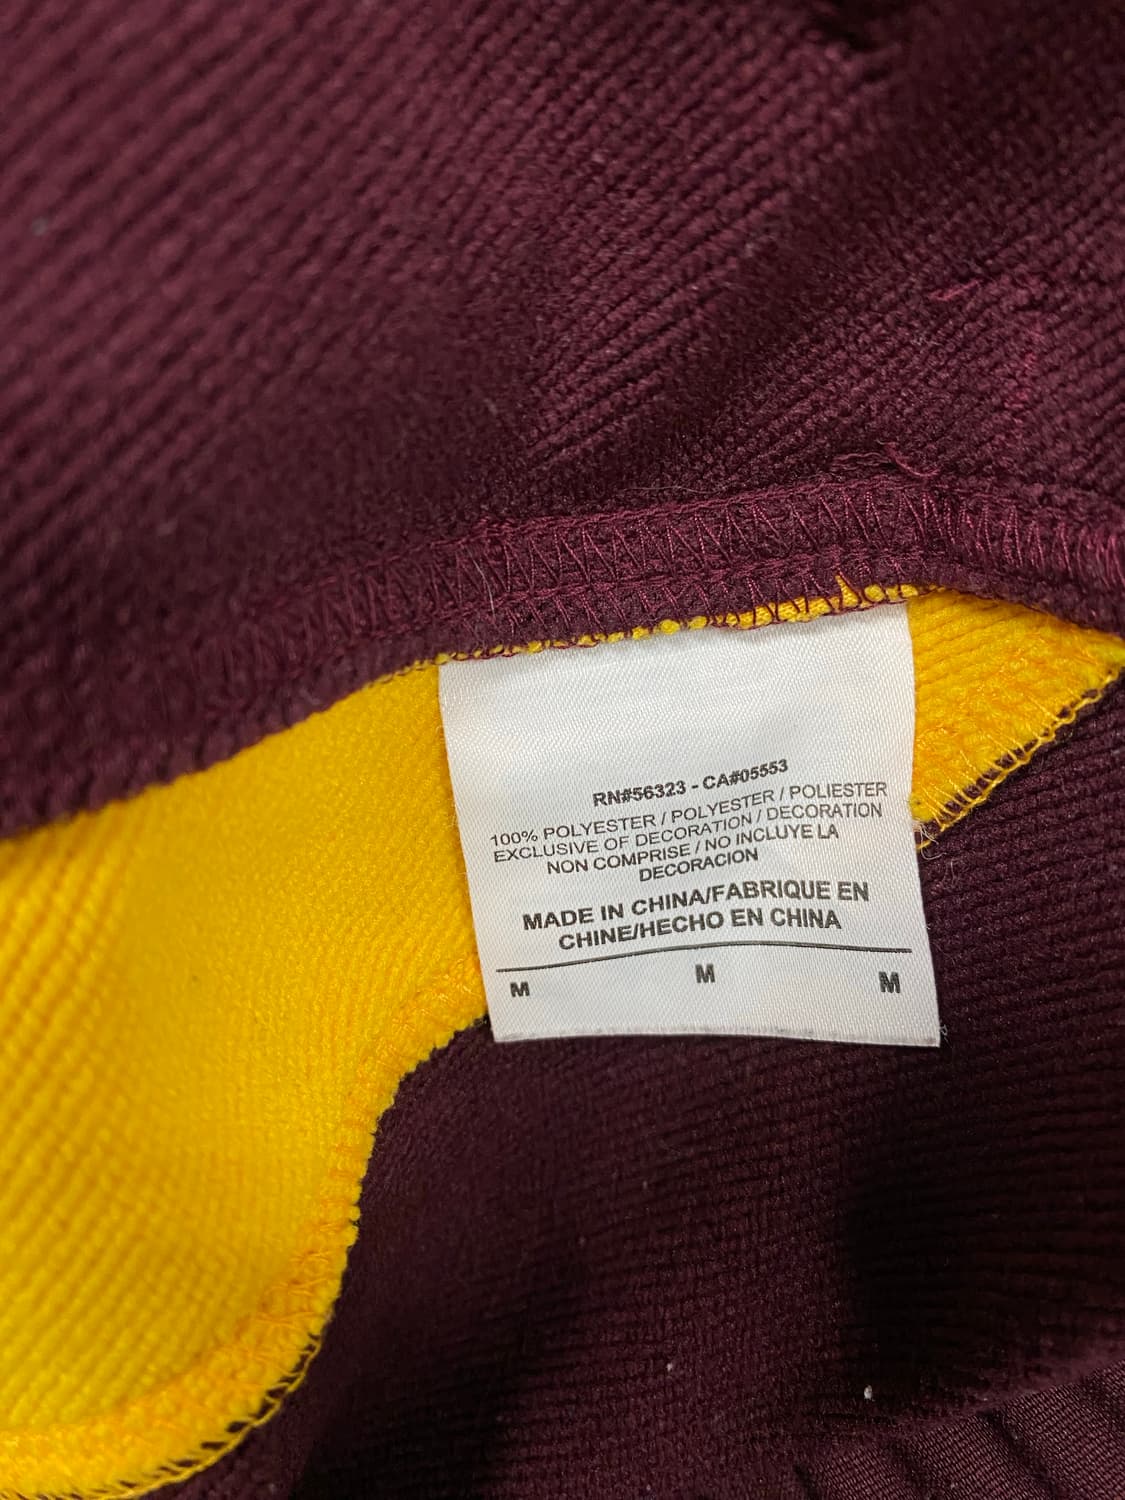 RN#56323 - CA#05553
100% POLYESTER / POLYESTER / POLIESTER
EXCLUSIVE OF DECORATION / DECORATION
NON COMPRISE / NO INCLUYE LA
DECORACION
MADE IN CHINA/FABRIQUE EN
CHINE/HECHO EN CHINA
M M M